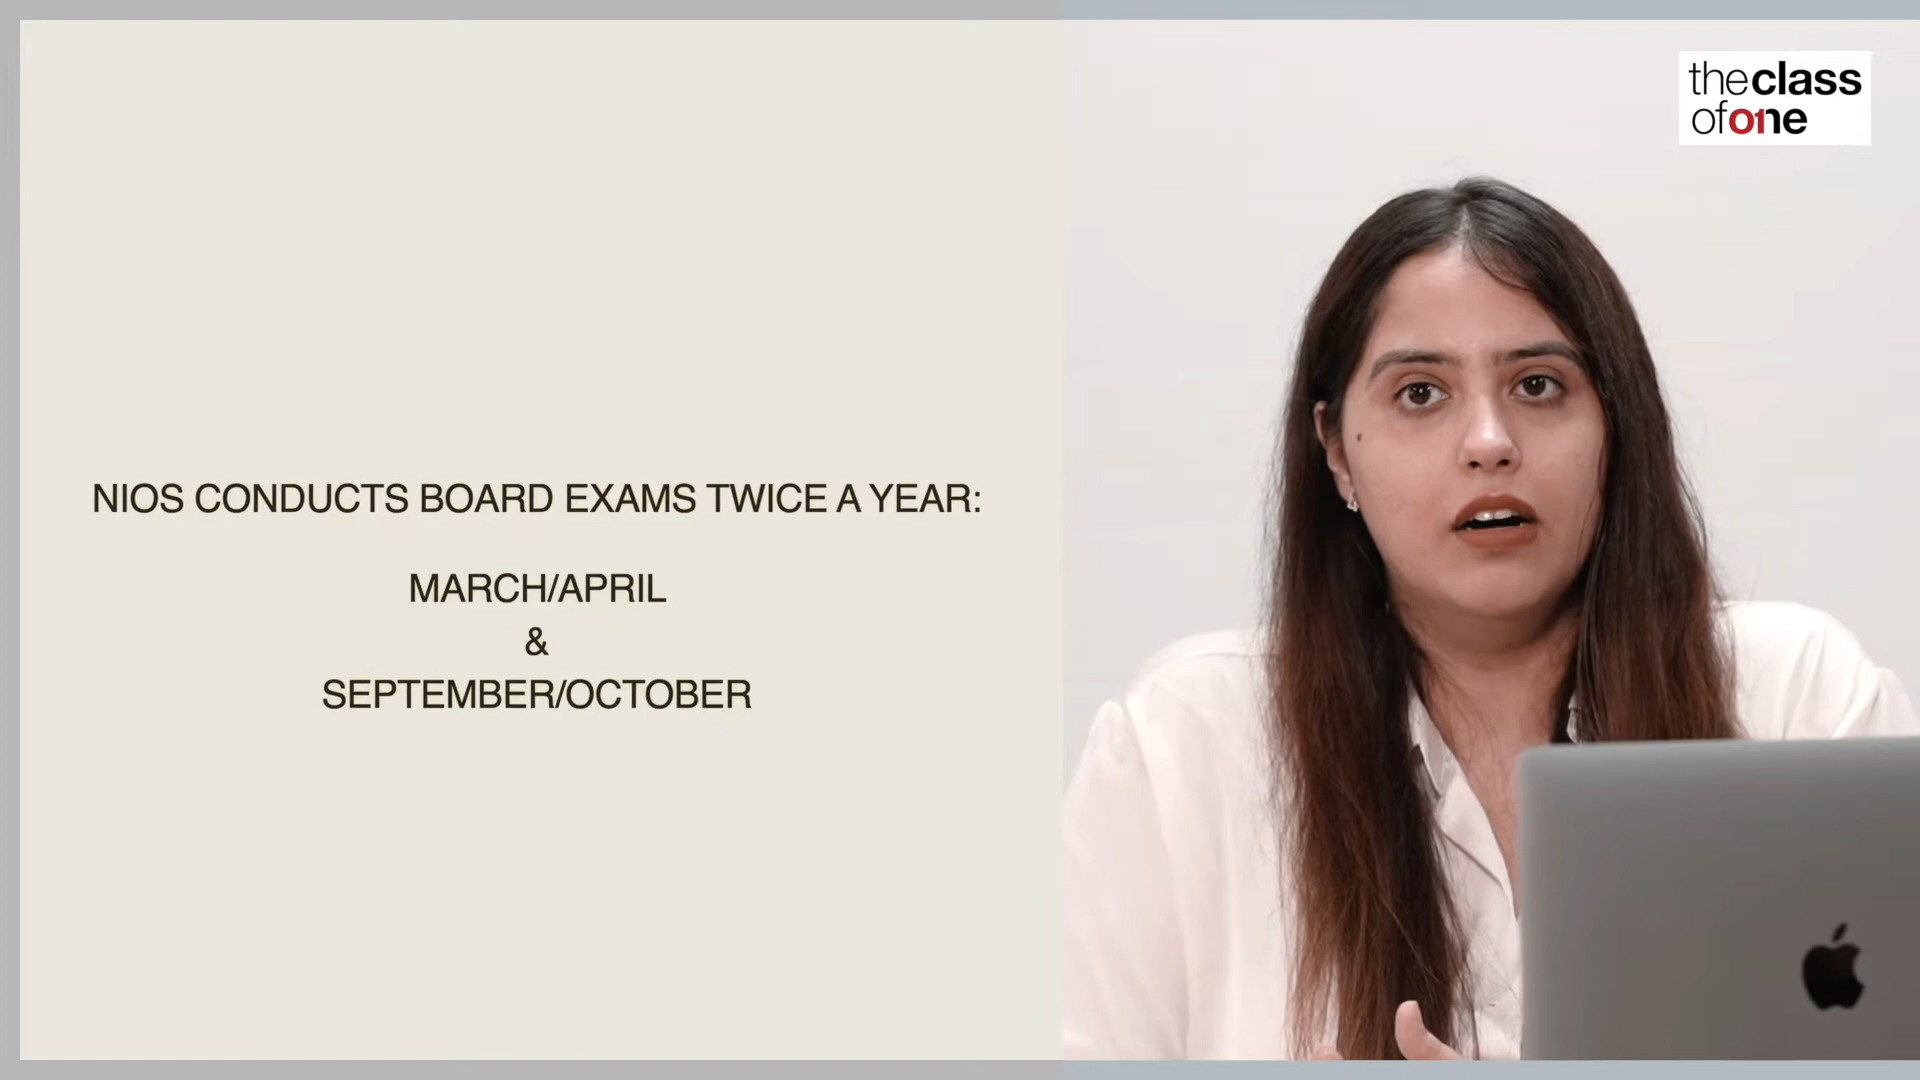 NIOS CONDUCTS BOARD EXAMS TWICE A YEAR:
MARCH/APRIL
&
SEPTEMBER/OCTOBER
theclass
ofone